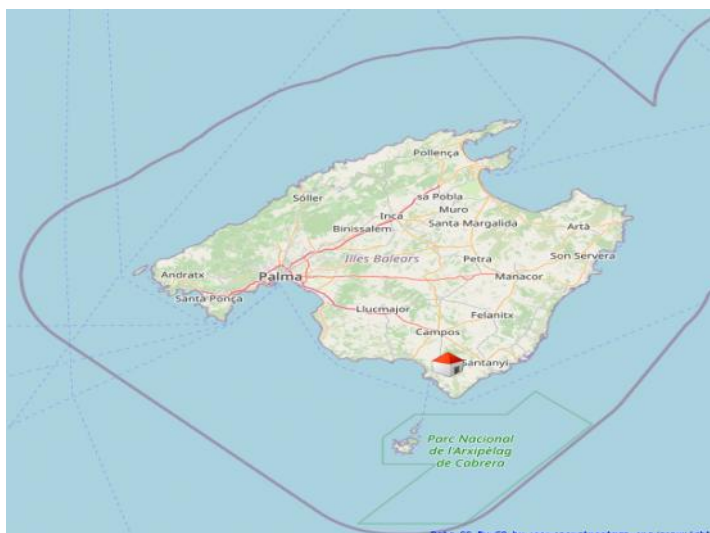 Pollença
sa Pobla
Sóller
Inca
Muro
Binissalem
Santa Margalida
Artà
Illes Balears
Petra
Son Servera
Andratx
Palma
Manacor
Santa Ponça
Llucmajor
Felanitx
Campos
Santanyí
Parc Nacional
de l'Arxipèlag
de Cabrera